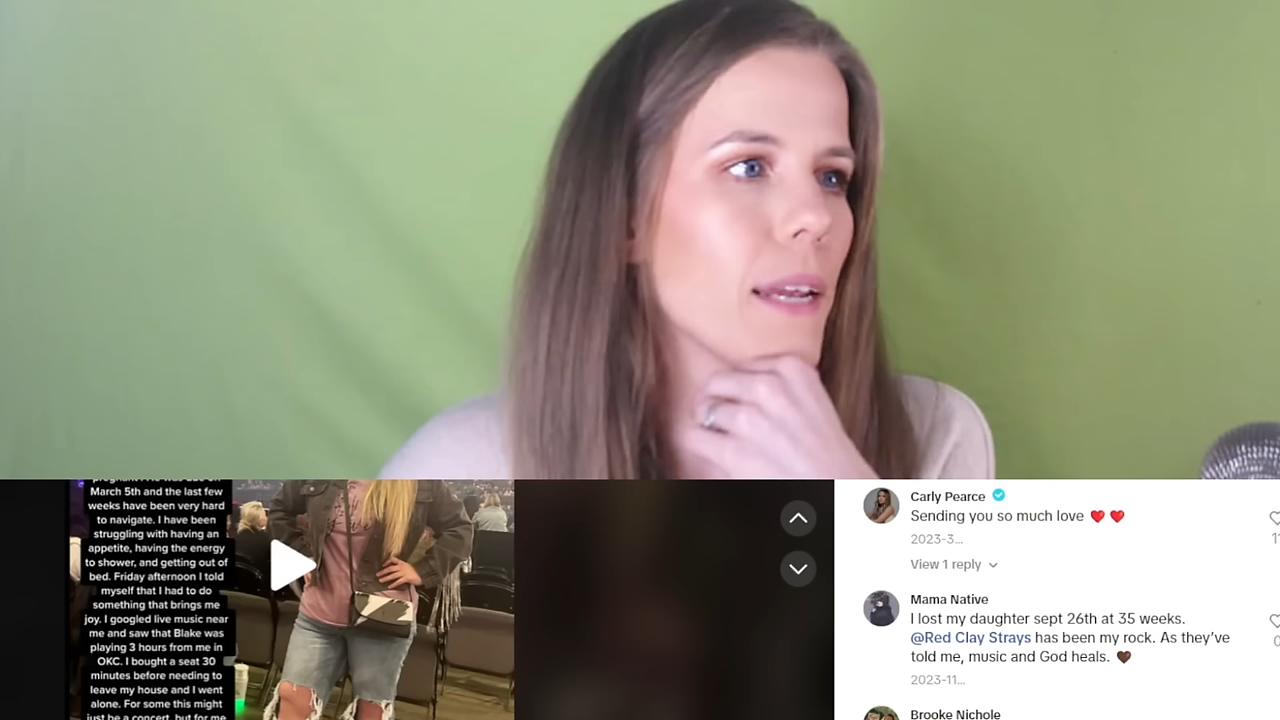 pregnant I He was due on
March 5th and the last few
weeks have been very hard
to navigate. I have been
struggling with having an
appetite, having the energy
to shower, and getting out of
bed. Friday afternoon I told
myself that I had to do
something that brings me
joy. I googled live music near
me and saw that Blake was
playing 3 hours from me in
OKC. I bought a seat 30
minutes before needing to
leave my house and I went
alone. For some this might
just be a concert, but for me
Carly Pearce
Sending you so much love ❤️ ❤️
2023-3...
View 1 reply
Mama Native
I lost my daughter sept 26th at 35 weeks.
@Red Clay Strays has been my rock. As they've
told me, music and God heals. 🤎
2023-11...
Brooke Nichole